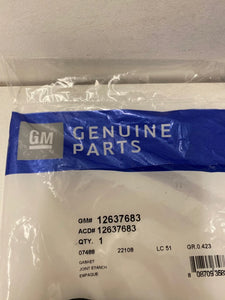 GM
GENUINE
PARTS
GM# 12637683
ACD# 12637683
QTY. 1
07488 22108 LC 51 GR.0.423
GASKET
JOINT ETANCH
EMPAQUE